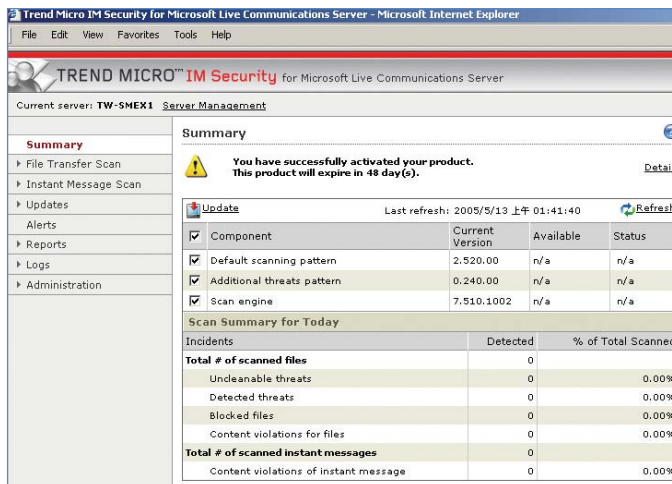 Trend Micro IM Security for Microsoft Live Communications Server - Microsoft Internet Explorer
File Edit View Favorites Tools Help
TREND MICRO™ IM Security for Microsoft Live Communications Server
Current server: TW-SMEX1 Server Management
Summary
File Transfer Scan
Instant Message Scan
Updates
Alerts
Reports
Logs
Administration
Summary
You have successfully activated your product.
This product will expire in 48 day(s).
Detai
Update Last refresh: 2005/5/13 上午 01:41:40 Refresh
Component Current Version Available Status
Default scanning pattern 2.520.00 n/a n/a
Additional threats pattern 0.240.00 n/a n/a
Scan engine 7.510.1002 n/a n/a
Scan Summary for Today
Incidents Detected % of Total Scanned
Total # of scanned files 0
Uncleanable threats 0 0.00%
Detected threats 0 0.00%
Blocked files 0 0.00%
Content violations for files 0 0.00%
Total # of scanned instant messages 0
Content violations of instant message 0 0.00%